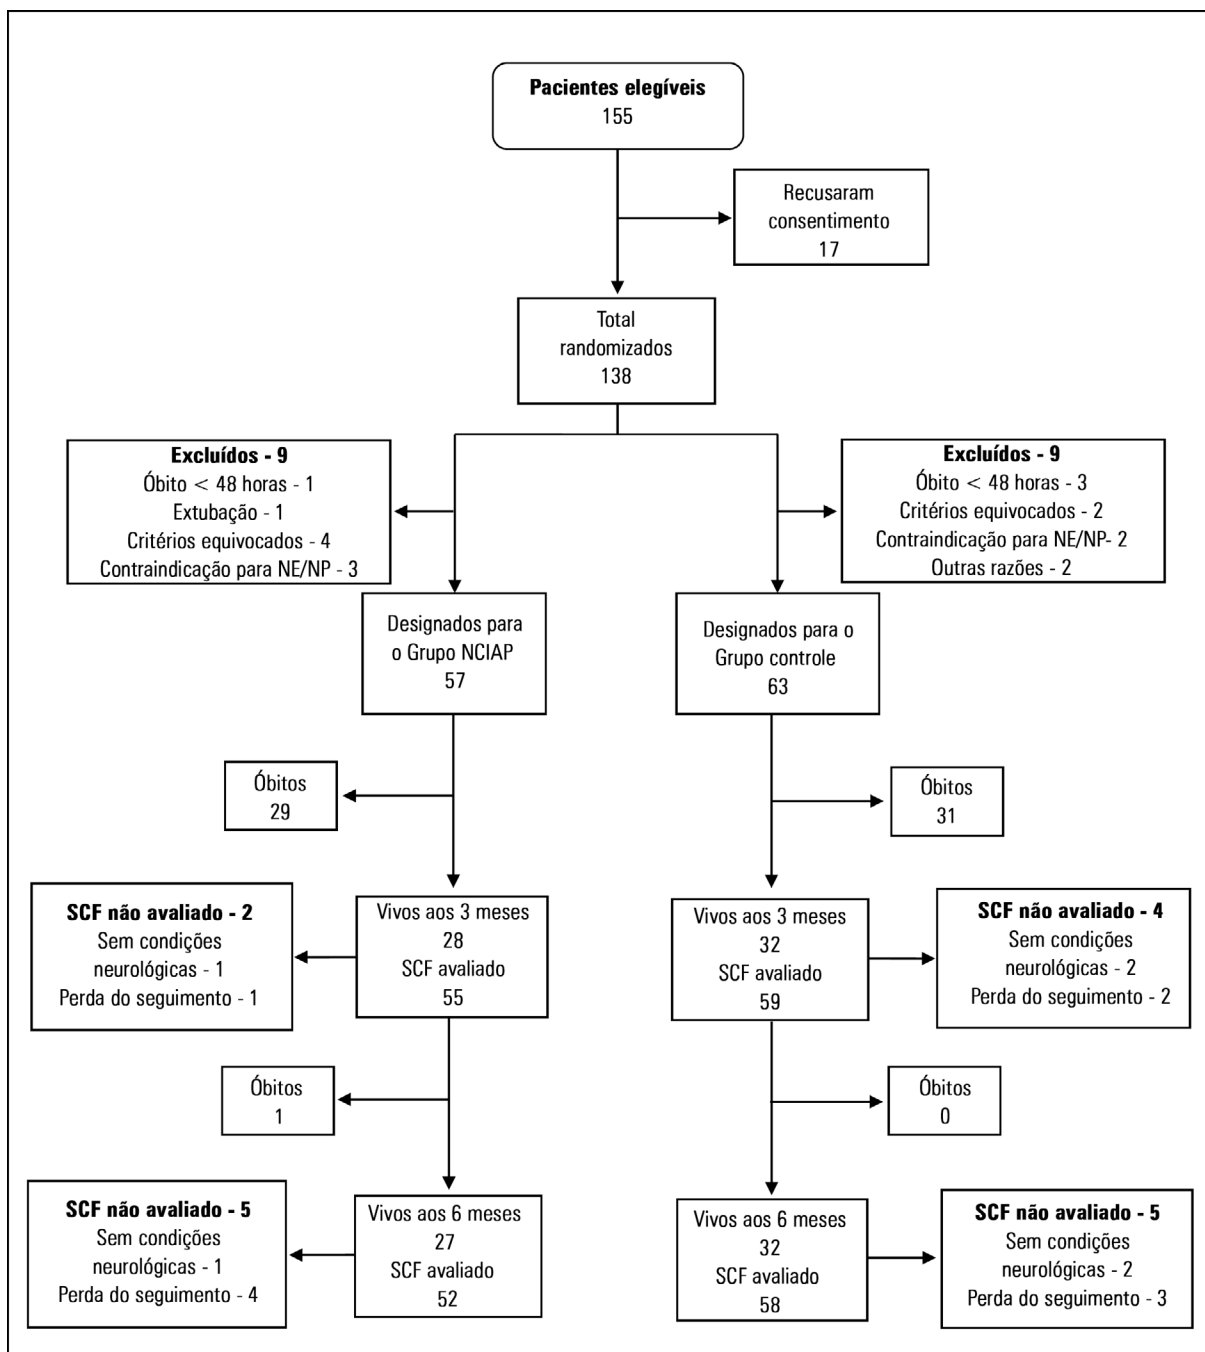 Pacientes elegíveis
155
Recusaram
consentimento
17
Total
randomizados
138
Excluídos - 9
Óbito < 48 horas - 1
Extubação - 1
Critérios equivocados - 4
Contraindicação para NE/NP - 3
Excluídos - 9
Óbito < 48 horas - 3
Critérios equivocados - 2
Contraindicação para NE/NP- 2
Outras razões - 2
Designados para
o Grupo NCIAP
57
Designados para o
Grupo controle
63
Óbitos
29
Óbitos
31
SCF não avaliado - 2
Sem condições
neurológicas - 1
Perda do seguimento - 1
Vivos aos 3 meses
28
SCF avaliado
55
Vivos aos 3 meses
32
SCF avaliado
59
SCF não avaliado - 4
Sem condições
neurológicas - 2
Perda do seguimento - 2
Óbitos
1
Óbitos
0
SCF não avaliado - 5
Sem condições
neurológicas - 1
Perda do seguimento - 4
Vivos aos 6 meses
27
SCF avaliado
52
Vivos aos 6 meses
32
SCF avaliado
58
SCF não avaliado - 5
Sem condições
neurológicas - 2
Perda do seguimento - 3